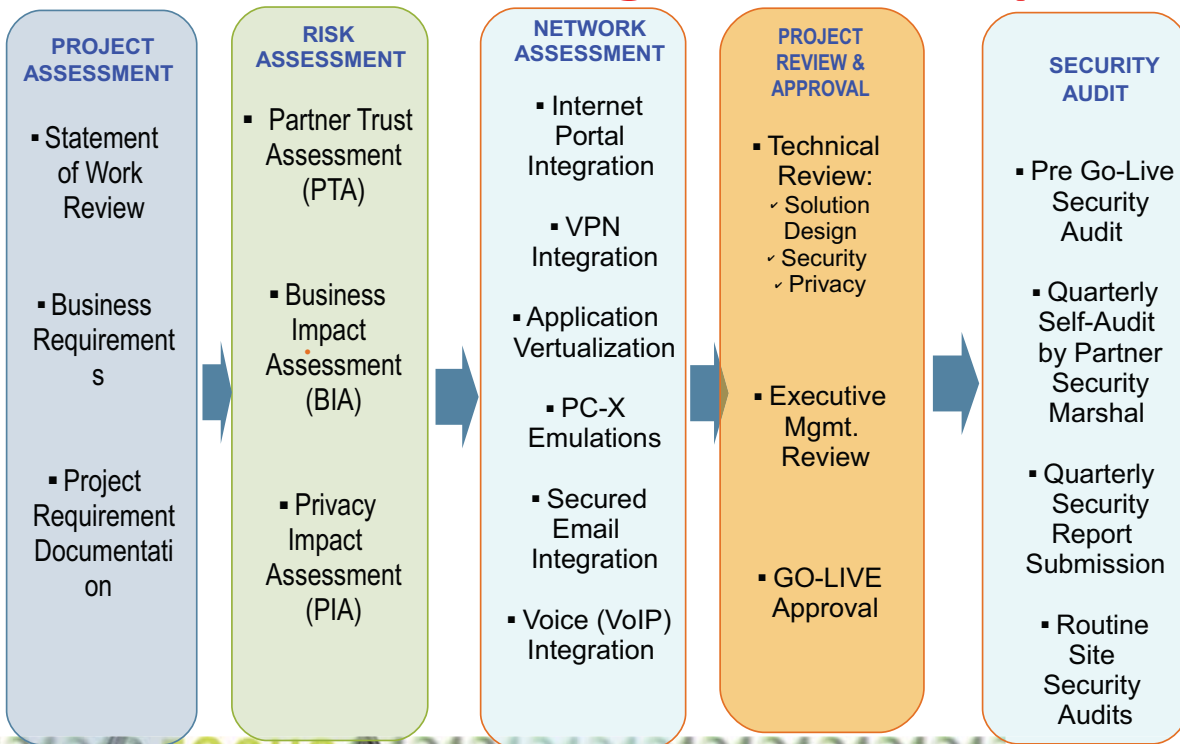 PROJECT
ASSESSMENT
▪ Statement
of Work
Review
▪ Business
Requirement
s
▪ Project
Requirement
Documentati
on
RISK
ASSESSMENT
▪ Partner Trust
Assessment
(PTA)
▪ Business
Impact
Assessment
(BIA)
▪ Privacy
Impact
Assessment
(PIA)
NETWORK
ASSESSMENT
▪ Internet
Portal
Integration
▪ VPN
Integration
▪ Application
Vertualization
▪ PC-X
Emulations
▪ Secured
Email
Integration
▪ Voice (VoIP)
Integration
PROJECT
REVIEW &
APPROVAL
▪ Technical
Review:
✓ Solution
Design
✓ Security
✓ Privacy
▪ Executive
Mgmt.
Review
▪ GO-LIVE
Approval
SECURITY
AUDIT
▪ Pre Go-Live
Security
Audit
▪ Quarterly
Self-Audit
by Partner
Security
Marshal
▪ Quarterly
Security
Report
Submission
▪ Routine
Site
Security
Audits